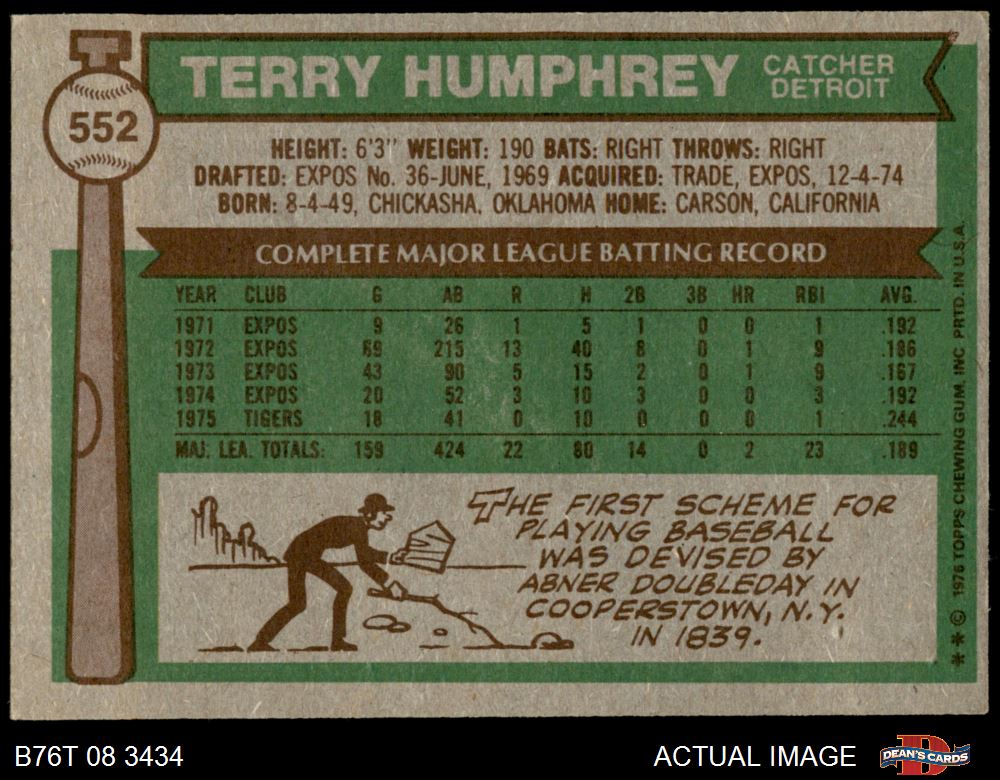 552
TERRY HUMPHREY
CATCHER
DETROIT
HEIGHT: 6'3" WEIGHT: 190 BATS: RIGHT THROWS: RIGHT
DRAFTED: EXPOS No. 36-JUNE, 1969 ACQUIRED: TRADE, EXPOS, 12-4-74
BORN: 8-4-49, CHICKASHA, OKLAHOMA HOME: CARSON, CALIFORNIA
COMPLETE MAJOR LEAGUE BATTING RECORD
YEAR CLUB G AB R H 2B 3B HR RBI AVG.
1971 EXPOS 9 26 1 5 1 0 0 1 .192
1972 EXPOS 69 215 13 40 8 0 1 9 .186
1973 EXPOS 43 90 5 15 2 0 1 9 .167
1974 EXPOS 20 52 3 10 3 0 0 3 .192
1975 TIGERS 18 41 0 10 0 0 0 1 .244
MAJ. LEA. TOTALS: 159 424 22 80 14 0 2 23 .189
THE FIRST SCHEME FOR
PLAYING BASEBALL
WAS DEVISED BY
ABNER DOUBLEDAY IN
COOPERSTOWN, N.Y.
IN 1839.
* * © 1976 TOPPS CHEWING GUM, INC PRTD. IN U.S.A.
B76T 08 3434
ACTUAL IMAGE
D
DEAN'S CARDS